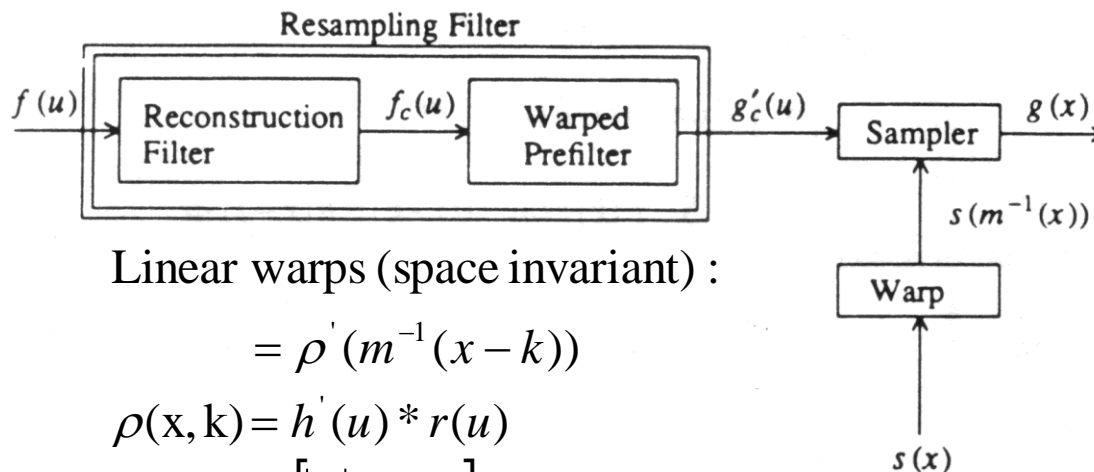 Resampling Filter
f(u)
Reconstruction
Filter
f_c(u)
Warped
Prefilter
g'_c(u)
Sampler
g(x)
s(m^{-1}(x))
Warp
s(x)
Linear warps (space invariant) :
= ρ'(m^{-1}(x − k))
ρ(x,k) = h'(u) * r(u)